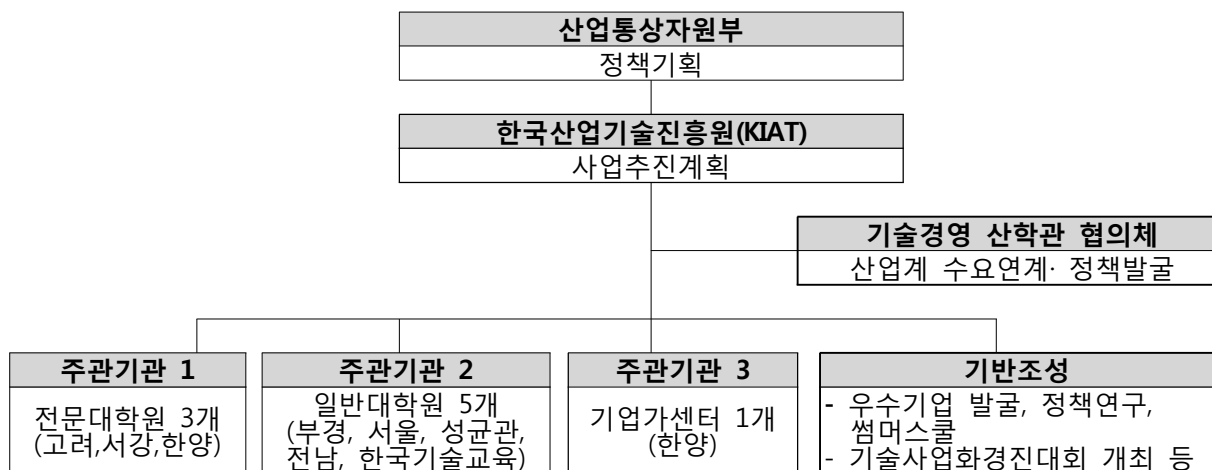 산업통상자원부
정책기획
한국산업기술진흥원(KIAT)
사업추진계획
기술경영 산학관 협의체
산업계 수요연계· 정책발굴
주관기관 1
전문대학원 3개
(고려,서강,한양)
주관기관 2
일반대학원 5개
(부경, 서울, 성균관,
전남, 한국기술교육)
주관기관 3
기업가센터 1개
(한양)
기반조성
- 우수기업 발굴, 정책연구,
썸머스쿨
- 기술사업화경진대회 개최 등